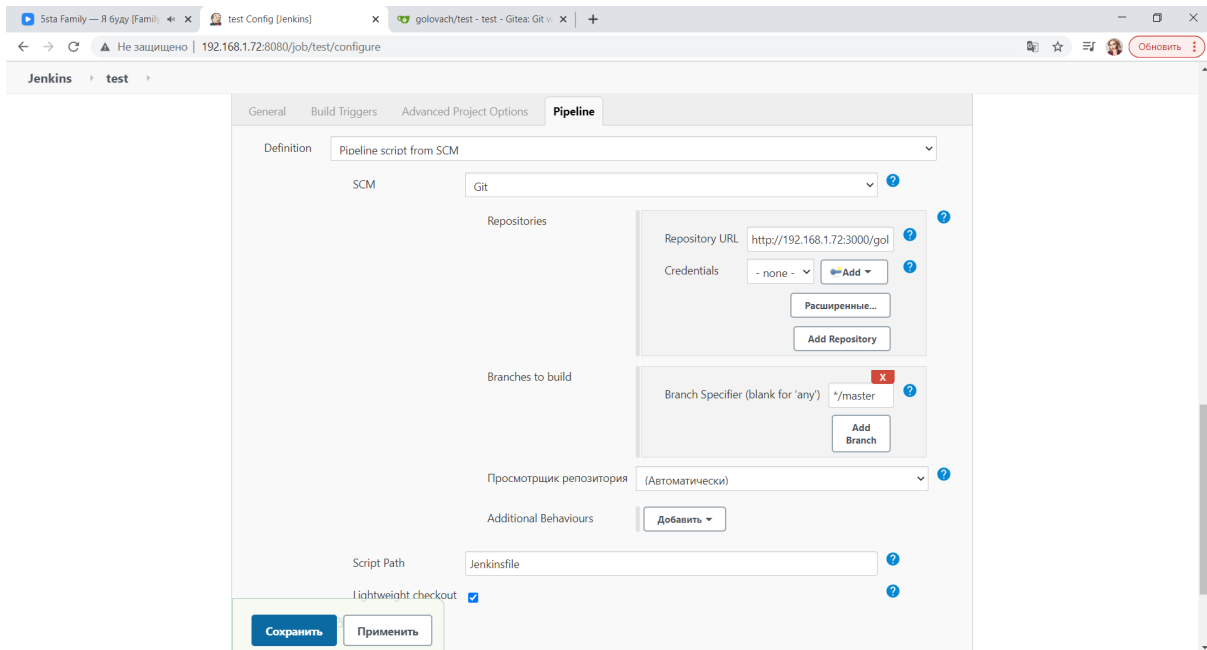 5sta Family — Я буду [Family
test Config [Jenkins]
golovach/test - test - Gitea: Git w
Не защищено | 192.168.1.72:8080/job/test/configure
Обновить
Jenkins test
General Build Triggers Advanced Project Options Pipeline
Definition Pipeline script from SCM
SCM Git
Repositories
Repository URL http://192.168.1.72:3000/gol
Credentials - none - Add
Расширенные...
Add Repository
Branches to build
X
Branch Specifier (blank for 'any') */master
Add
Branch
Просмотрщик репозитория (Автоматически)
Additional Behaviours Добавить
Script Path Jenkinsfile
Lightweight checkout
Сохранить Применить